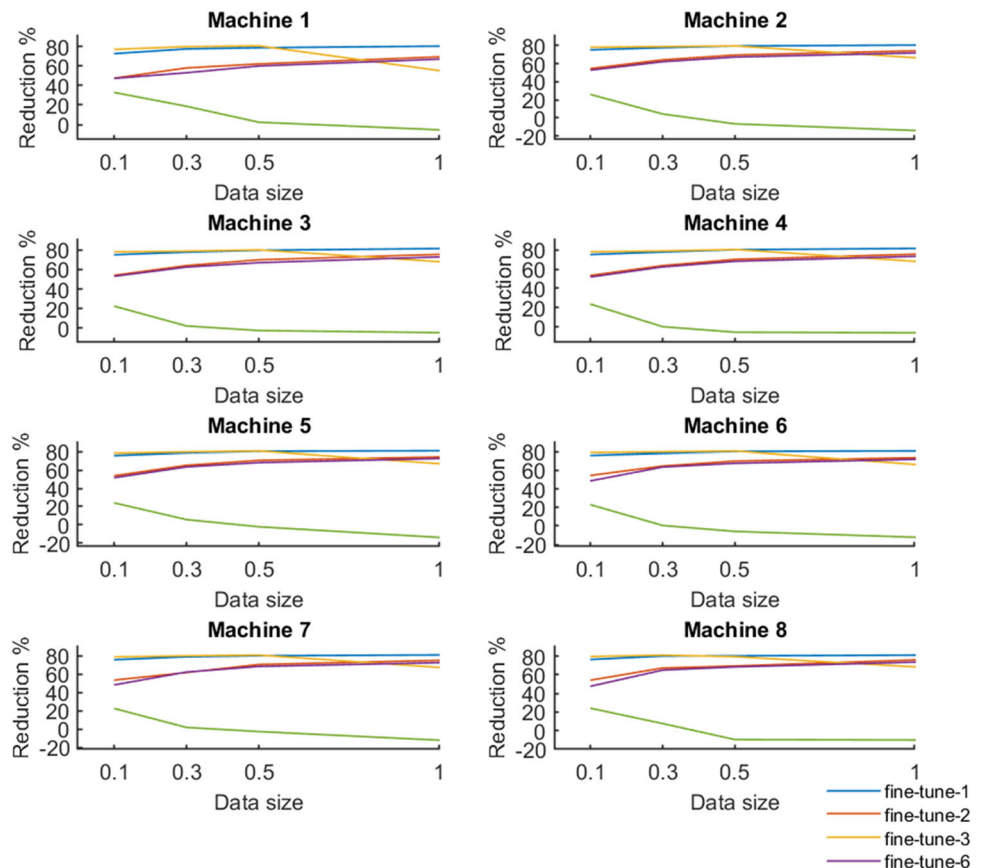 Machine 1
Reduction %
80
60
40
20
0
0.1 0.3 0.5 1
Data size
Machine 2
Reduction %
80
60
40
20
0
-20
0.1 0.3 0.5 1
Data size
Machine 3
Reduction %
80
60
40
20
0
0.1 0.3 0.5 1
Data size
Machine 4
Reduction %
80
60
40
20
0
0.1 0.3 0.5 1
Data size
Machine 5
Reduction %
80
60
40
20
0
-20
0.1 0.3 0.5 1
Data size
Machine 6
Reduction %
80
60
40
20
0
-20
0.1 0.3 0.5 1
Data size
Machine 7
Reduction %
80
60
40
20
0
-20
0.1 0.3 0.5 1
Data size
Machine 8
Reduction %
80
60
40
20
0
-20
0.1 0.3 0.5 1
Data size
fine-tune-1
fine-tune-2
fine-tune-3
fine-tune-6